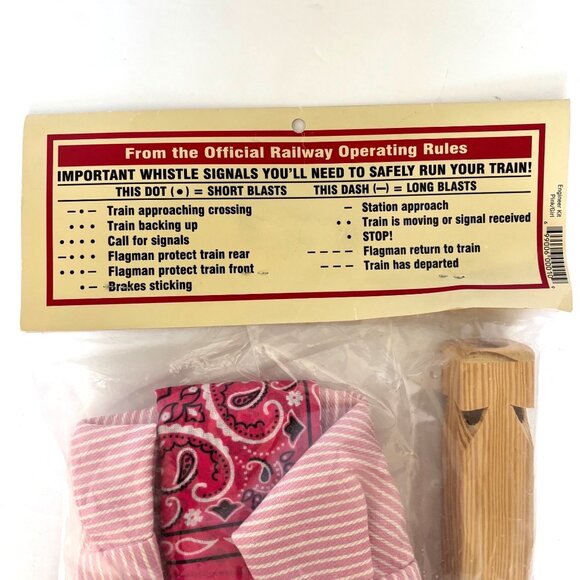 From the Official Railway Operating Rules
IMPORTANT WHISTLE SIGNALS YOU'LL NEED TO SAFELY RUN YOUR TRAIN!
THIS DOT (•) = SHORT BLASTS
— • — Train approaching crossing
• • • Train backing up
• • • • Call for signals
— • • • Flagman protect train rear
• • • Flagman protect train front
• — Brakes sticking
THIS DASH (—) = LONG BLASTS
— Station approach
• • Train is moving or signal received
• STOP!
— — — — Flagman return to train
— — — Train has departed
Engineer Kit
Pink/Girl